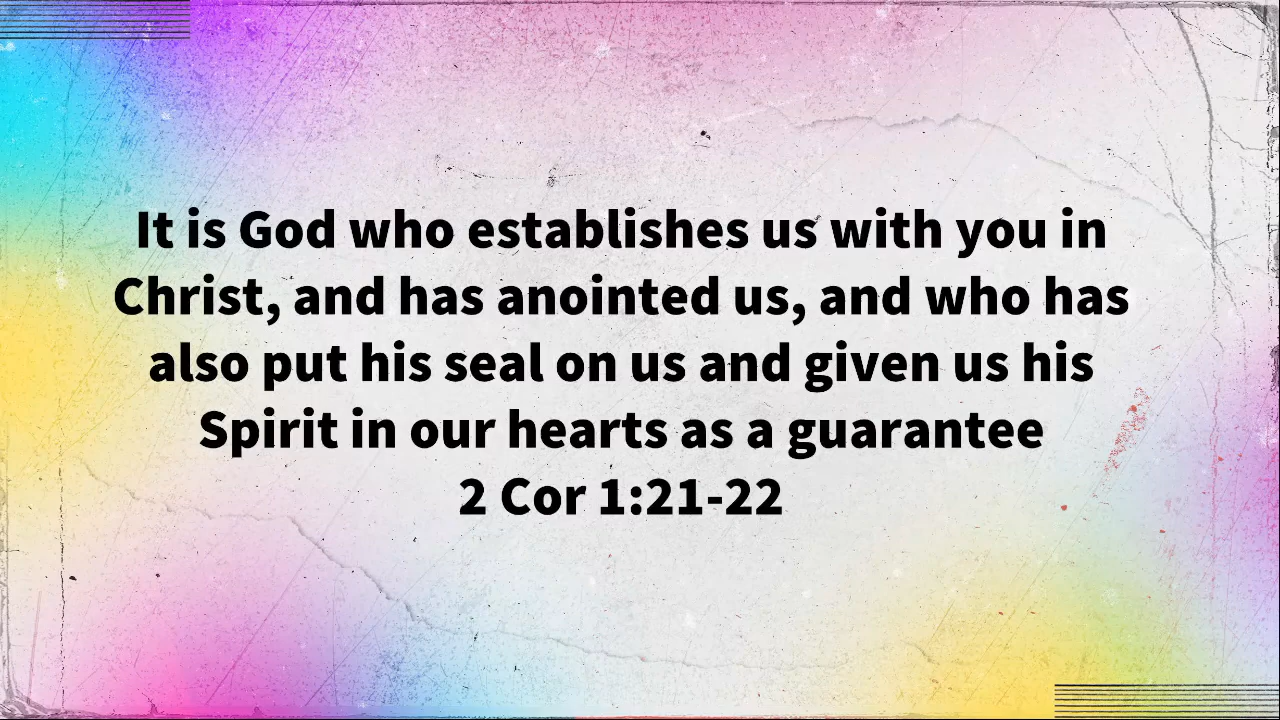 It is God who establishes us with you in
Christ, and has anointed us, and who has
also put his seal on us and given us his
Spirit in our hearts as a guarantee
2 Cor 1:21-22